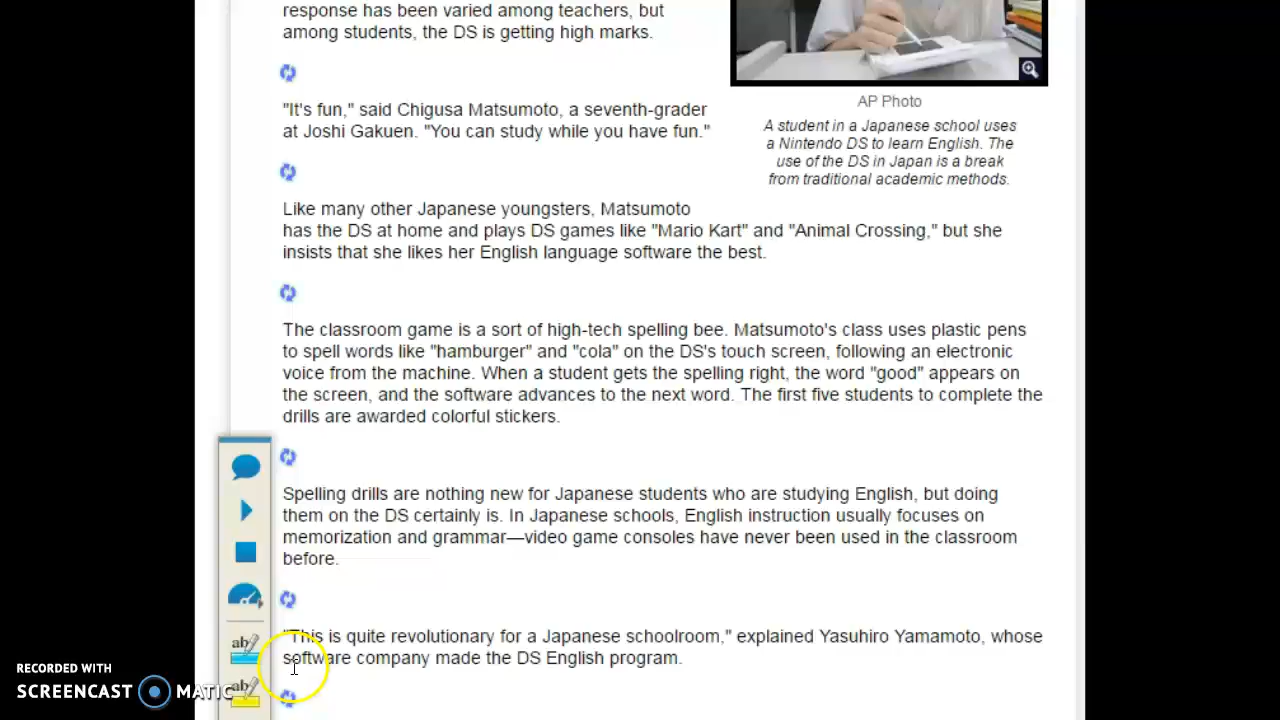 response has been varied among teachers, but
among students, the DS is getting high marks.
"It's fun," said Chigusa Matsumoto, a seventh-grader
at Joshi Gakuen. "You can study while you have fun."
AP Photo
A student in a Japanese school uses
a Nintendo DS to learn English. The
use of the DS in Japan is a break
from traditional academic methods.
Like many other Japanese youngsters, Matsumoto
has the DS at home and plays DS games like "Mario Kart" and "Animal Crossing," but she
insists that she likes her English language software the best.
The classroom game is a sort of high-tech spelling bee. Matsumoto's class uses plastic pens
to spell words like "hamburger" and "cola" on the DS's touch screen, following an electronic
voice from the machine. When a student gets the spelling right, the word "good" appears on
the screen, and the software advances to the next word. The first five students to complete the
drills are awarded colorful stickers.
Spelling drills are nothing new for Japanese students who are studying English, but doing
them on the DS certainly is. In Japanese schools, English instruction usually focuses on
memorization and grammar—video game consoles have never been used in the classroom
before.
"This is quite revolutionary for a Japanese schoolroom," explained Yasuhiro Yamamoto, whose
software company made the DS English program.
ab
ab
RECORDED WITH
SCREENCAST MATIC